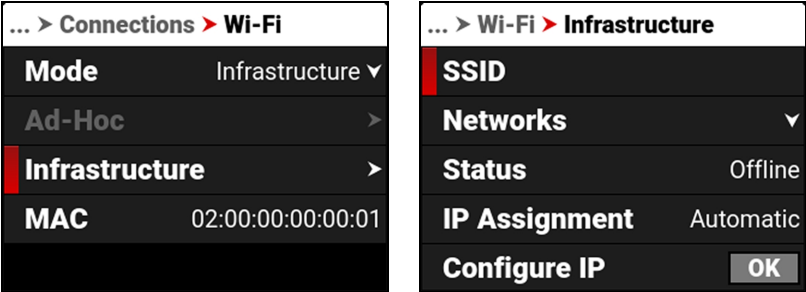 ... > Connections > Wi-Fi
Mode Infrastructure
Ad-Hoc >
Infrastructure >
MAC 02:00:00:00:00:01
... > Wi-Fi > Infrastructure
SSID
Networks
Status Offline
IP Assignment Automatic
Configure IP OK